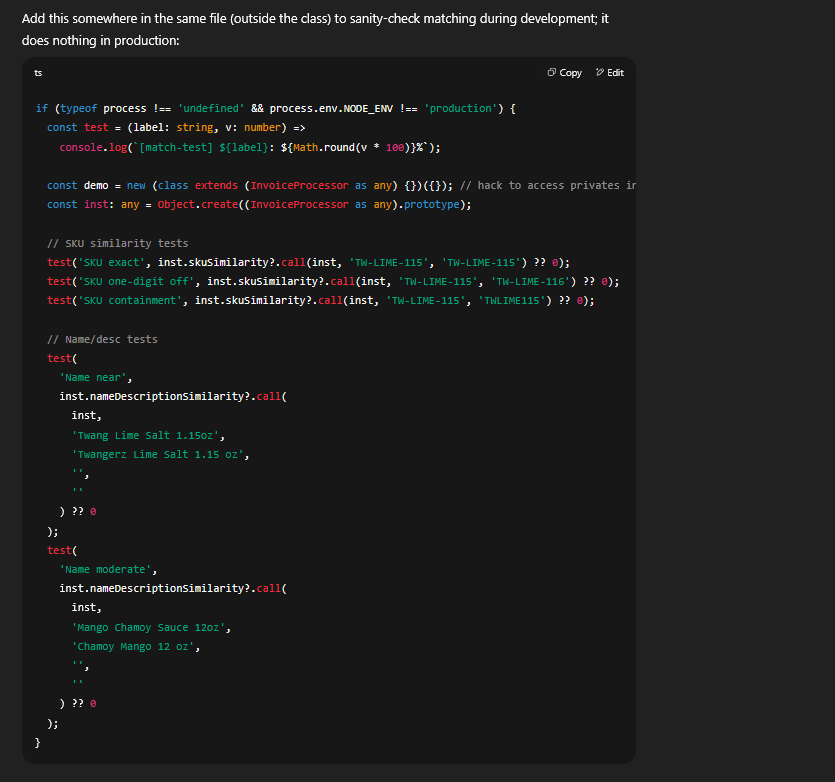 Add this somewhere in the same file (outside the class) to sanity-check matching during development; it
does nothing in production:
ts
Copy
Edit
if (typeof process !== 'undefined' && process.env.NODE_ENV !== 'production') {
const test = (label: string, v: number) =>
console.log(`[match-test] ${label}: ${Math.round(v * 100)}%`);
const demo = new (class extends (InvoiceProcessor as any) {})({}); // hack to access privates in
const inst: any = Object.create((InvoiceProcessor as any).prototype);
// SKU similarity tests
test('SKU exact', inst.skuSimilarity?.call(inst, 'TW-LIME-115', 'TW-LIME-115') ?? 0);
test('SKU one-digit off', inst.skuSimilarity?.call(inst, 'TW-LIME-115', 'TW-LIME-116') ?? 0);
test('SKU containment', inst.skuSimilarity?.call(inst, 'TW-LIME-115', 'TWLIME115') ?? 0);
// Name/desc tests
test(
'Name near',
inst.nameDescriptionSimilarity?.call(
inst,
'Twang Lime Salt 1.15oz',
'Twangerz Lime Salt 1.15 oz',
'',
''
) ?? 0
);
test(
'Name moderate',
inst.nameDescriptionSimilarity?.call(
inst,
'Mango Chamoy Sauce 12oz',
'Chamoy Mango 12 oz',
'',
''
) ?? 0
);
}